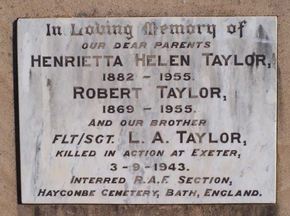 In Loving Memory of
OUR DEAR PARENTS
HENRIETTA HELEN TAYLOR,
1882 – 1955.
ROBERT TAYLOR,
1869 – 1955.
AND OUR BROTHER
FLT/SGT. L. A. TAYLOR,
KILLED IN ACTION AT EXETER,
3-9-1943.
INTERRED R.A.F. SECTION,
HAYCOMBE CEMETERY, BATH, ENGLAND.